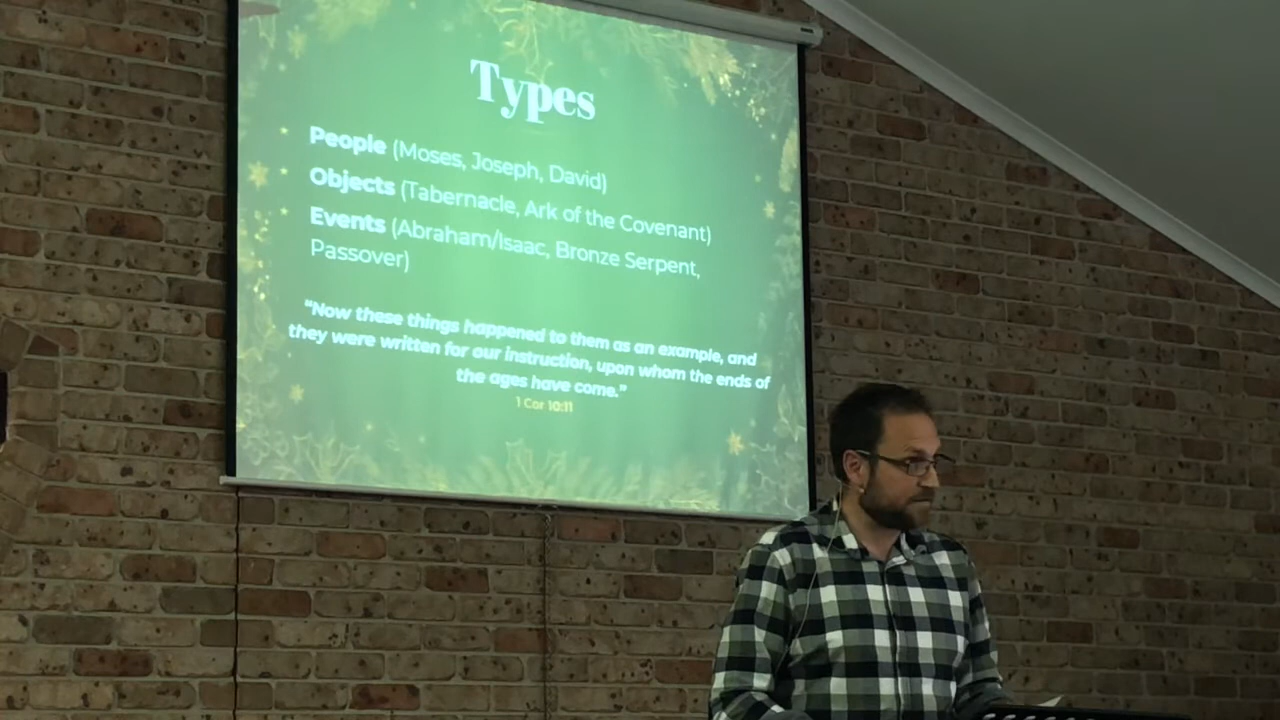 Types
People (Moses, Joseph, David)
Objects (Tabernacle, Ark of the Covenant)
Events (Abraham/Isaac, Bronze Serpent,
Passover)
"Now these things happened to them as an example, and
they were written for our instruction, upon whom the ends of
the ages have come."
1 Cor 10:11